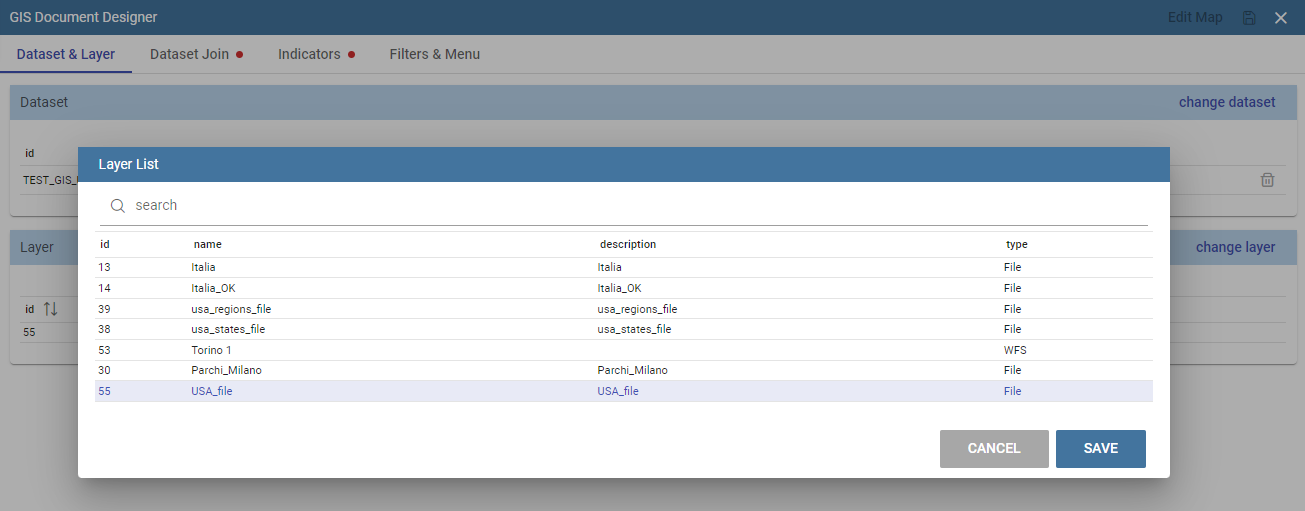 GIS Document Designer Edit Map
Dataset & Layer Dataset Join Indicators Filters & Menu
Dataset change dataset
id
TEST_GIS_
Layer List
search
id name description type
13 Italia Italia File
14 Italia_OK Italia_OK File
39 usa_regions_file usa_regions_file File
38 usa_states_file usa_states_file File
53 Torino 1 WFS
30 Parchi_Milano Parchi_Milano File
55 USA_file USA_file File
CANCEL SAVE
Layer change layer
id
55